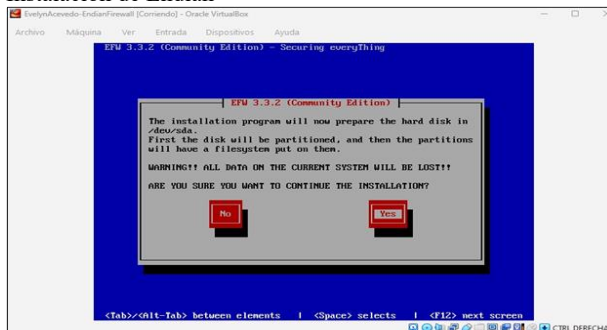 Instalación de Endian
EvelynAcevedo-EndianFirewall [Corriendo] - Oracle VirtualBox
Archivo Máquina Ver Entrada Dispositivos Ayuda
EFW 3.3.2 (Community Edition) - Securing everyThing
EFW 3.3.2 (Community Edition)
The installation program will now prepare the hard disk in
/dev/sda.
First the disk will be partitioned, and then the partitions
will have a filesystem put on them.
WARNING!! ALL DATA ON THE CURRENT SYSTEM WILL BE LOST!!
ARE YOU SURE YOU WANT TO CONTINUE THE INSTALLATION?
No Yes
<Tab>/<Alt-Tab> between elements | <Space> selects | <F12> next screen
CTRL DERECHA